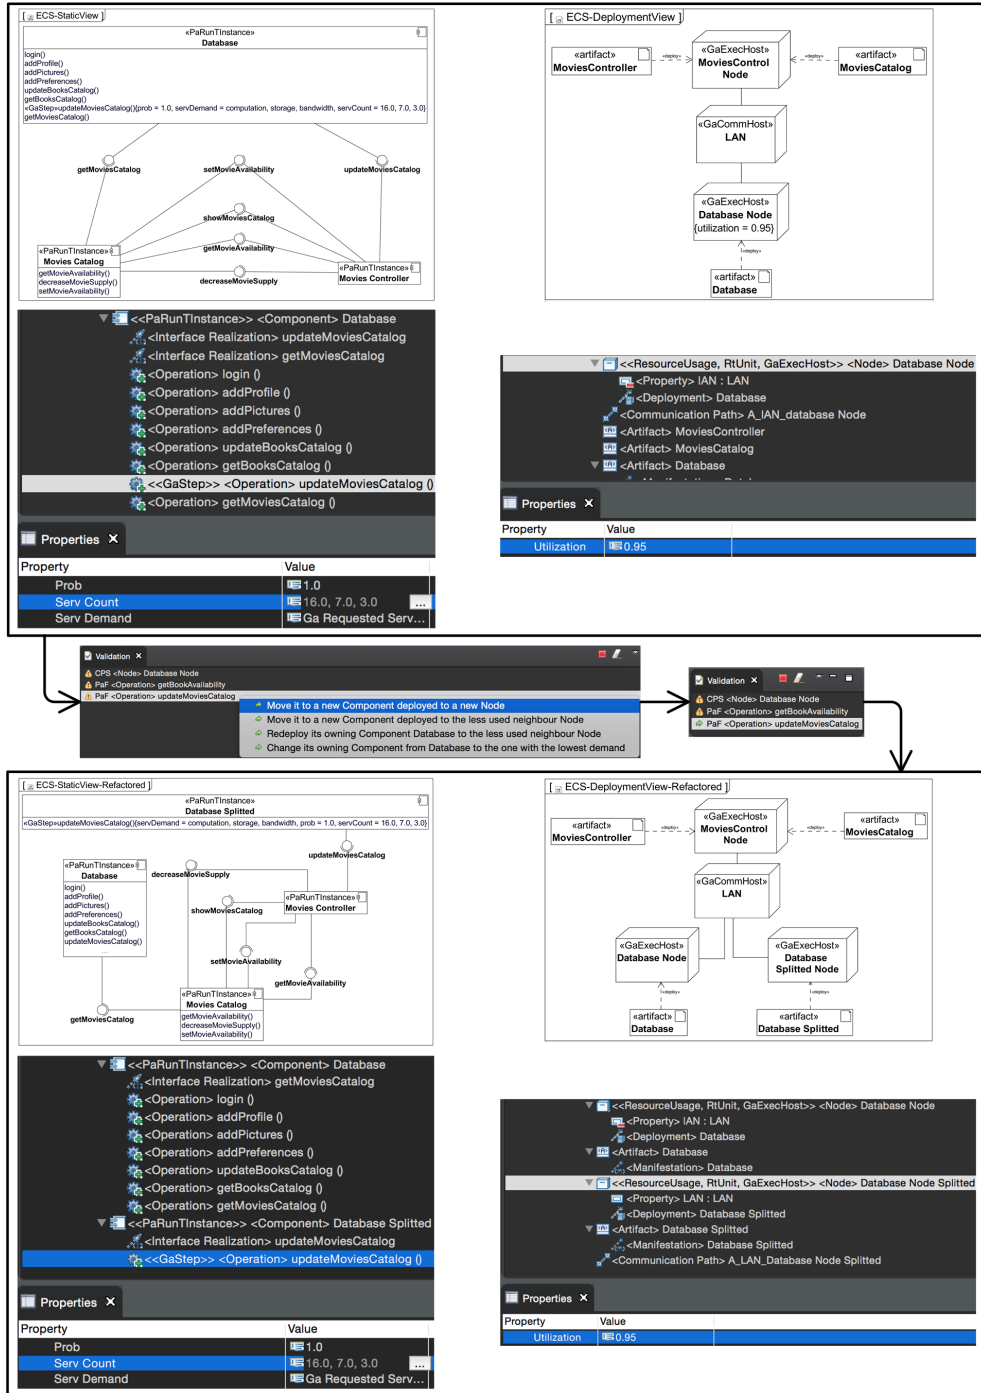 [ ECS-StaticView ]
«PaRunTInstance»
Database
login()
addProfile()
addPictures()
addPreferences()
updateBooksCatalog()
getBooksCatalog()
«GaStep»updateMoviesCatalog(){prob = 1.0, servDemand = computation, storage, bandwidth, servCount = 16.0, 7.0, 3.0}
getMoviesCatalog()
getMoviesCatalog
setMovieAvailability
updateMoviesCatalog
showMoviesCatalog
getMovieAvailability
decreaseMovieSupply
«PaRunTInstance»
Movies Catalog
getMovieAvailability()
decreaseMovieSupply()
setMovieAvailability()
«PaRunTInstance»
Movies Controller
[ ECS-DeploymentView ]
«artifact»
MoviesController
«deploy»
«GaExecHost»
MoviesControl
Node
«deploy»
«artifact»
MoviesCatalog
«GaCommHost»
LAN
«GaExecHost»
Database Node
{utilization = 0.95}
«deploy»
«artifact»
Database
<<PaRunTInstance>> <Component> Database
<Interface Realization> updateMoviesCatalog
<Interface Realization> getMoviesCatalog
<Operation> login ()
<Operation> addProfile ()
<Operation> addPictures ()
<Operation> addPreferences ()
<Operation> updateBooksCatalog ()
<Operation> getBooksCatalog ()
<<GaStep>> <Operation> updateMoviesCatalog ()
<Operation> getMoviesCatalog ()
Properties
Property Value
Prob 1.0
Serv Count 16.0, 7.0, 3.0 ...
Serv Demand Ga Requested Serv...
<<ResourceUsage, RtUnit, GaExecHost>> <Node> Database Node
<Property> lAN : LAN
<Deployment> Database
<Communication Path> A_lAN_database Node
<Artifact> MoviesController
<Artifact> MoviesCatalog
<Artifact> Database
Properties
Property Value
Utilization 0.95
Validation
CPS <Node> Database Node
PaF <Operation> getBookAvailability
PaF <Operation> updateMoviesCatalog
Move it to a new Component deployed to a new Node
Move it to a new Component deployed to the less used neighbour Node
Redeploy its owning Component Database to the less used neighbour Node
Change its owning Component from Database to the one with the lowest demand
Validation
CPS <Node> Database Node
PaF <Operation> getBookAvailability
PaF <Operation> updateMoviesCatalog
[ ECS-StaticView-Refactored ]
«PaRunTInstance»
Database Splitted
«GaStep»updateMoviesCatalog(){servDemand = computation, storage, bandwidth, prob = 1.0, servCount = 16.0, 7.0, 3.0}
updateMoviesCatalog
«PaRunTInstance»
Database
login()
addProfile()
addPictures()
addPreferences()
updateBooksCatalog()
getBooksCatalog()
updateMoviesCatalog()
...
decreaseMovieSupply
showMoviesCatalog
«PaRunTInstance»
Movies Controller
setMovieAvailability
getMovieAvailability
getMoviesCatalog
«PaRunTInstance»
Movies Catalog
getMovieAvailability()
decreaseMovieSupply()
setMovieAvailability()
[ ECS-DeploymentView-Refactored ]
«artifact»
MoviesController
«deploy»
«GaExecHost»
MoviesControl
Node
«deploy»
«artifact»
MoviesCatalog
«GaCommHost»
LAN
«GaExecHost»
Database Node
«GaExecHost»
Database
Splitted Node
«deploy»
«deploy»
«artifact»
Database
«artifact»
Database Splitted
<<PaRunTInstance>> <Component> Database
<Interface Realization> getMoviesCatalog
<Operation> login ()
<Operation> addProfile ()
<Operation> addPictures ()
<Operation> addPreferences ()
<Operation> updateBooksCatalog ()
<Operation> getBooksCatalog ()
<Operation> getMoviesCatalog ()
<<PaRunTInstance>> <Component> Database Splitted
<Interface Realization> updateMoviesCatalog
<<GaStep>> <Operation> updateMoviesCatalog ()
Properties
Property Value
Prob 1.0
Serv Count 16.0, 7.0, 3.0 ...
Serv Demand Ga Requested Serv...
<<ResourceUsage, RtUnit, GaExecHost>> <Node> Database Node
<Property> lAN : LAN
<Deployment> Database
<Artifact> Database
<Manifestation> Database
<<ResourceUsage, RtUnit, GaExecHost>> <Node> Database Node Splitted
<Property> LAN : LAN
<Deployment> Database Splitted
<Artifact> Database Splitted
<Manifestation> Database Splitted
<Communication Path> A_LAN_Database Node Splitted
Properties
Property Value
Utilization 0.95